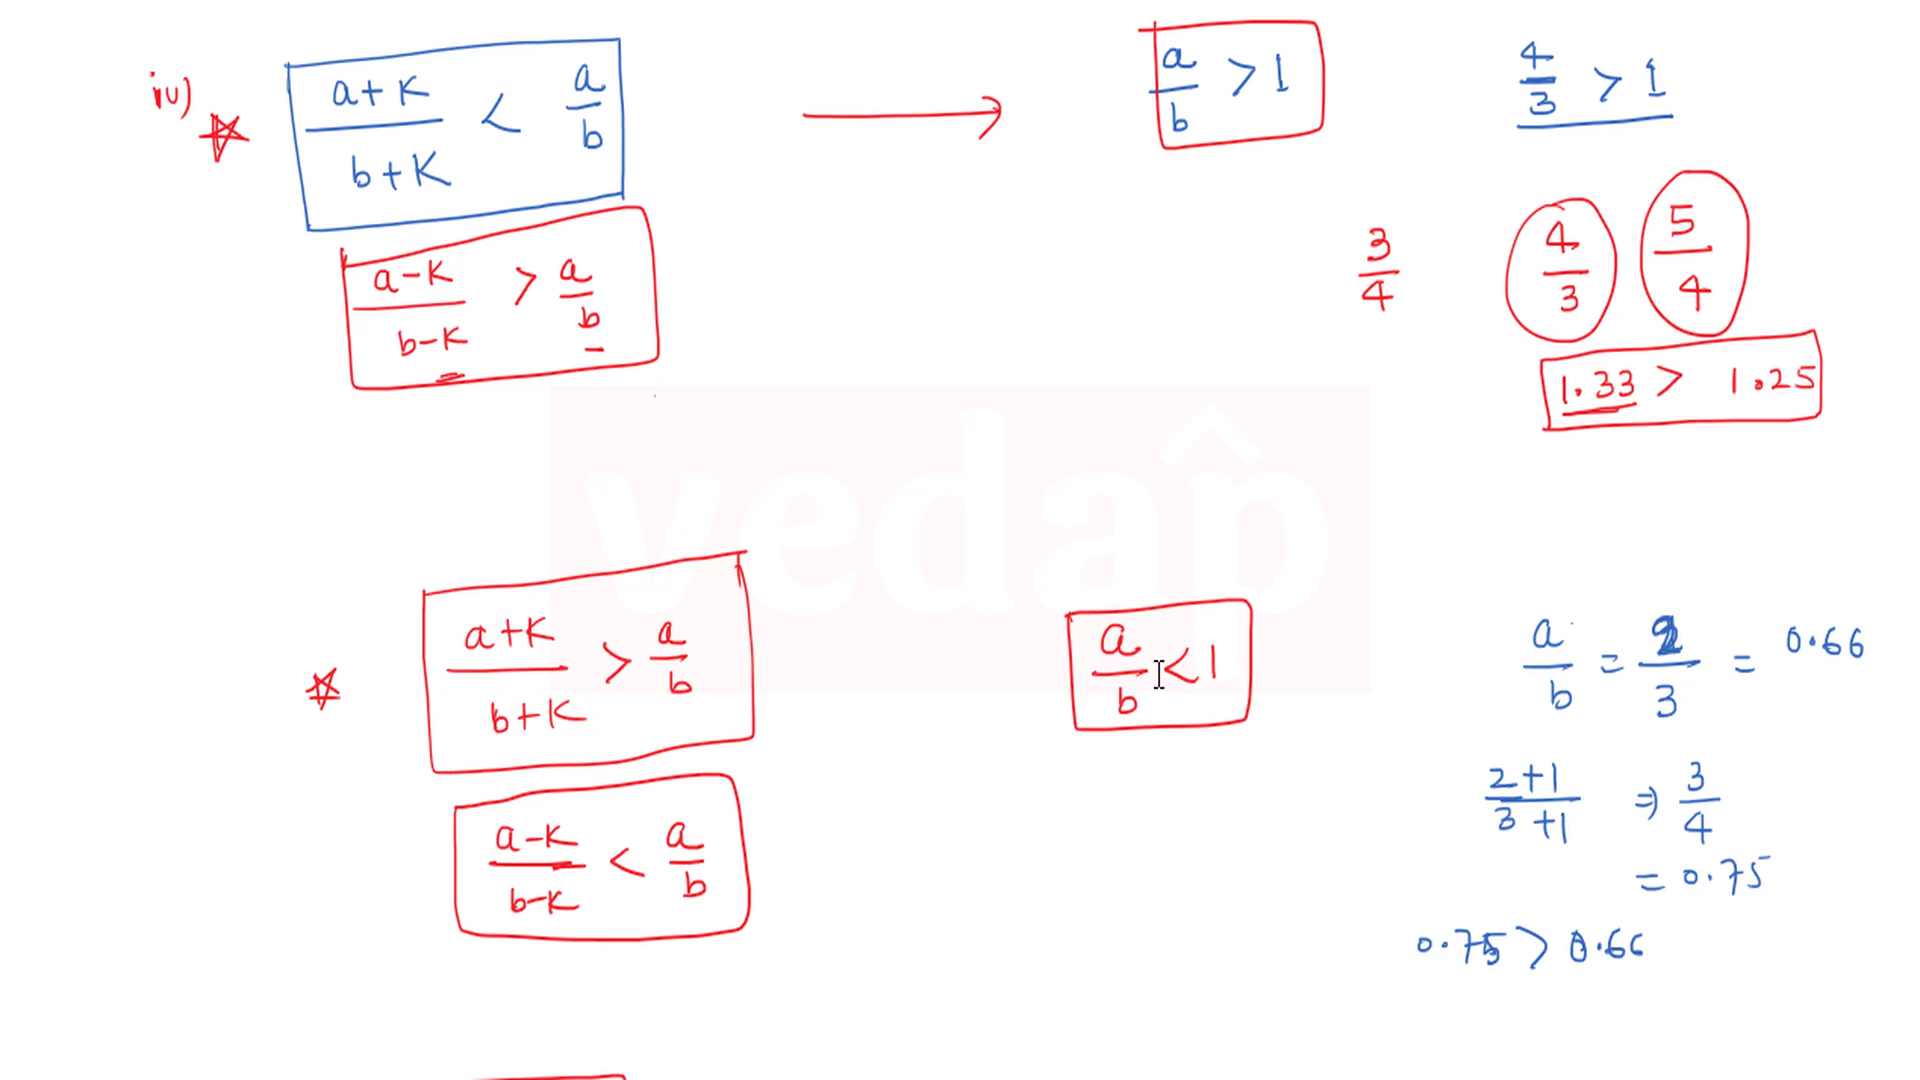 iv) (a+K)/(b+K) < a/b → a/b > 1 4/3 > 1
(a-K)/(b-K) > a/b 3/4 4/3 5/4
1.33 > 1.25
vedap
(a+K)/(b+K) > a/b a/b < 1 a/b = 2/3 = 0.66
(a-K)/(b-K) < a/b (2+1)/(3+1) ⇒ 3/4
= 0.75
0.75 > 0.66